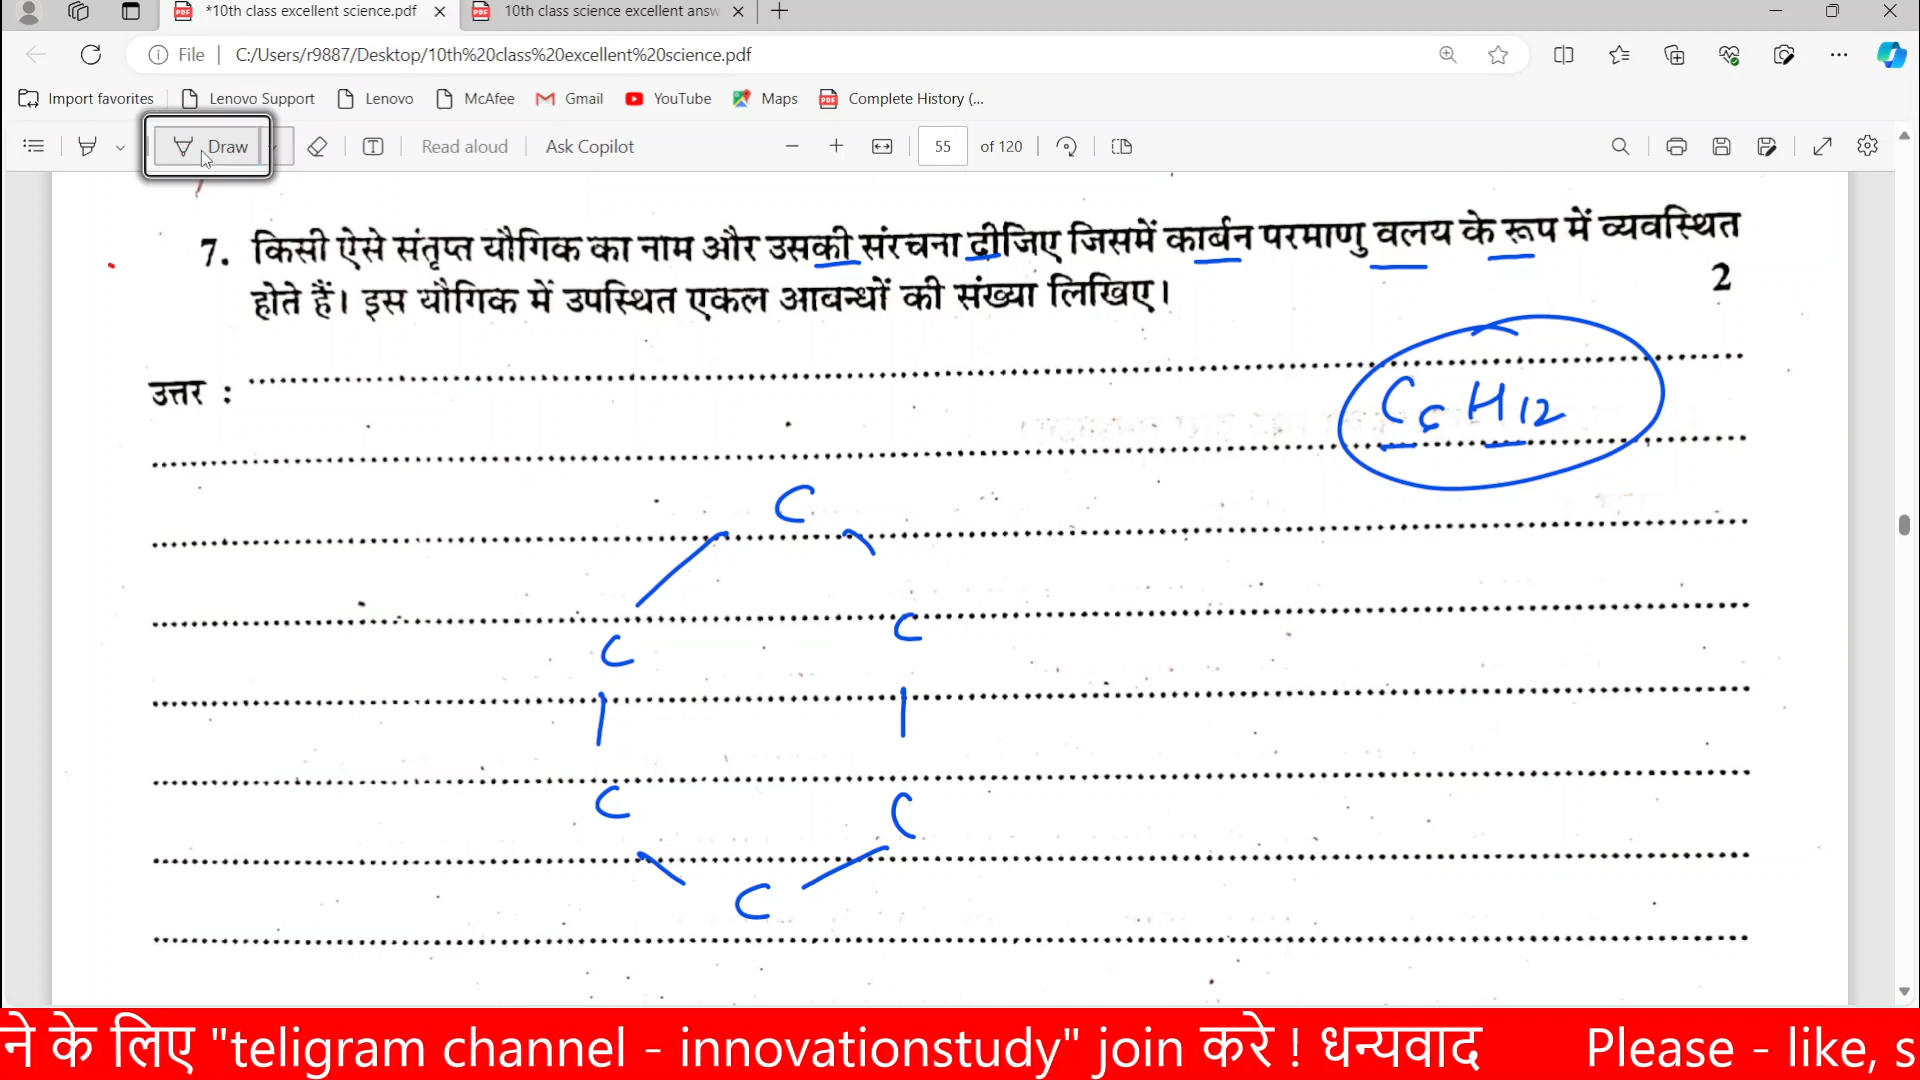 *10th class excellent science.pdf
10th class science excellent answ
File
C:/Users/r9887/Desktop/10th%20class%20excellent%20science.pdf
Import favorites
Lenovo Support
Lenovo
McAfee
Gmail
YouTube
Maps
Complete History (...
Draw
Read aloud
Ask Copilot
55
of 120
7. किसी ऐसे संतृप्त यौगिक का नाम और उसकी संरचना दीजिए जिसमें कार्बन परमाणु वलय के रूप में व्यवस्थित
होते हैं। इस यौगिक में उपस्थित एकल आबन्धों की संख्या लिखिए। 2
उत्तर :
C6 H12
C
C
C
C
C
C
ने के लिए "teligram channel - innovationstudy" join करे ! धन्यवाद Please - like, s